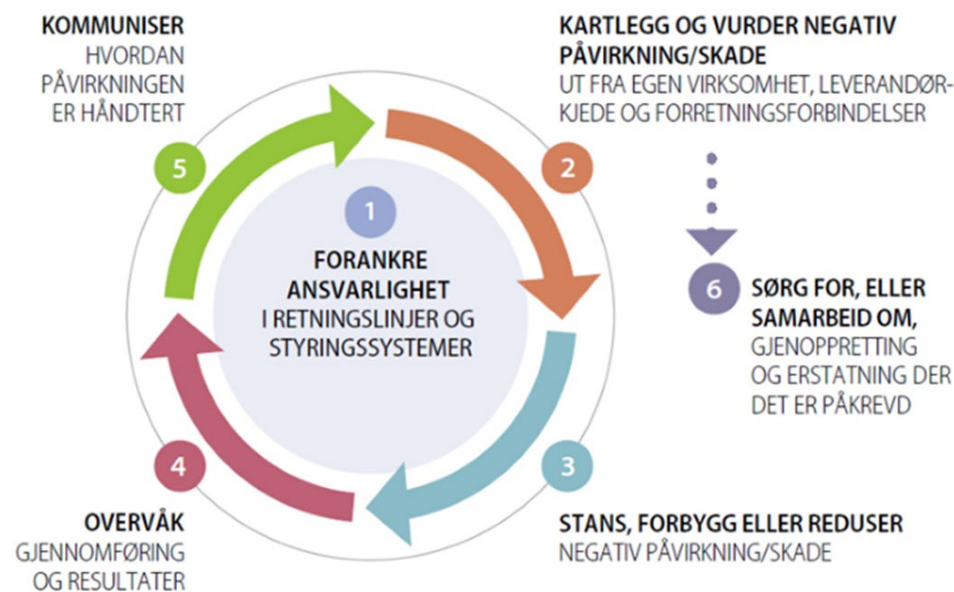 1
FORANKRE
ANSVARLIGHET
I RETNINGSLINJER OG
STYRINGSSYSTEMER
2
KARTLEGG OG VURDER NEGATIV
PÅVIRKNING/SKADE
UT FRA EGEN VIRKSOMHET, LEVERANDØR-
KJEDE OG FORRETNINGSFORBINDELSER
3
STANS, FORBYGG ELLER REDUSER
NEGATIV PÅVIRKNING/SKADE
4
OVERVÅK
GJENNOMFØRING
OG RESULTATER
5
KOMMUNISER
HVORDAN
PÅVIRKNINGEN
ER HÅNDTERT
6
SØRG FOR, ELLER
SAMARBEID OM,
GJENOPPRETTING
OG ERSTATNING DER
DET ER PÅKREVD